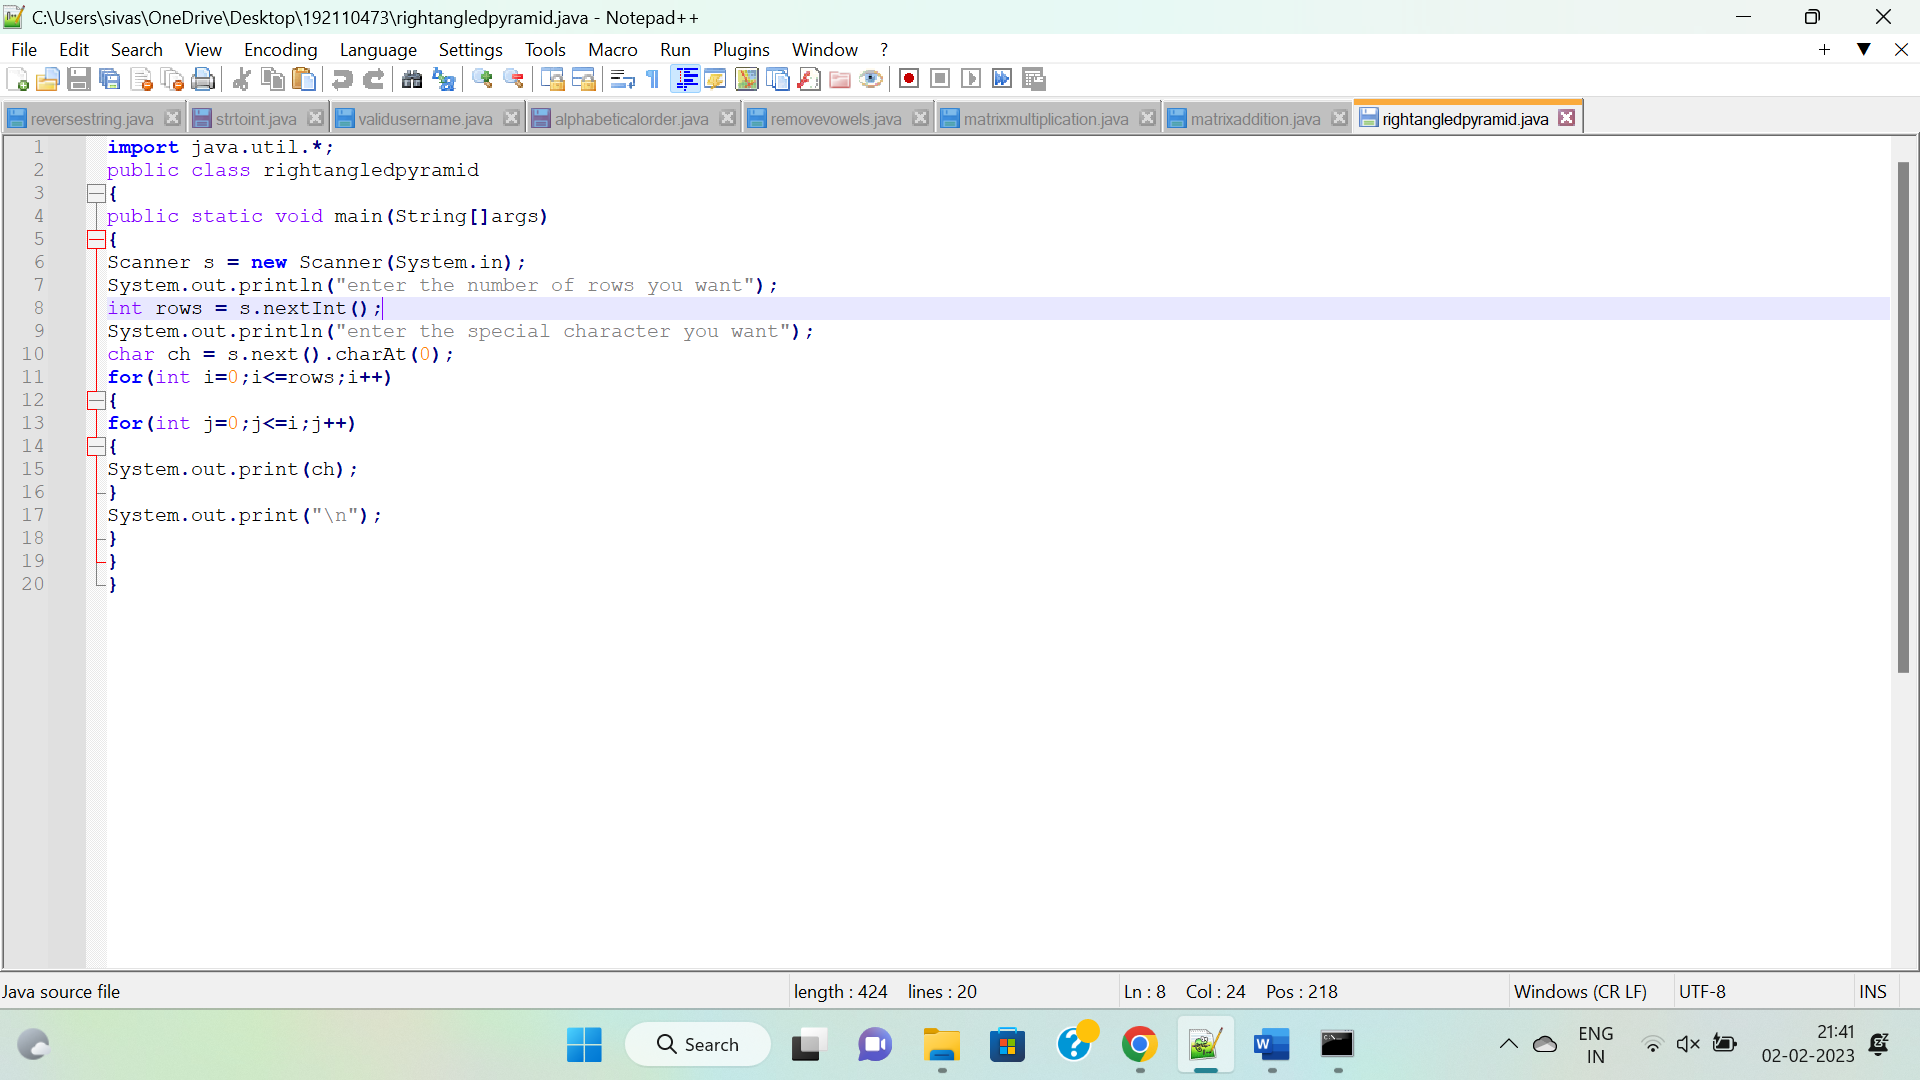 C:\Users\sivas\OneDrive\Desktop\192110473\rightangledpyramid.java - Notepad++
File Edit Search View Encoding Language Settings Tools Macro Run Plugins Window ?
reversestring.java strtoint.java validusername.java alphabeticalorder.java removevowels.java matrixmultiplication.java matrixaddition.java rightangledpyramid.java
1 import java.util.*;
2 public class rightangledpyramid
3 {
4 public static void main(String[]args)
5 {
6 Scanner s = new Scanner(System.in);
7 System.out.println("enter the number of rows you want");
8 int rows = s.nextInt();
9 System.out.println("enter the special character you want");
10 char ch = s.next().charAt(0);
11 for(int i=0;i<=rows;i++)
12 {
13 for(int j=0;j<=i;j++)
14 {
15 System.out.print(ch);
16 }
17 System.out.print("\n");
18 }
19 }
20 }
Java source file length : 424 lines : 20 Ln : 8 Col : 24 Pos : 218 Windows (CR LF) UTF-8 INS
Search ENG 21:41
IN 02-02-2023